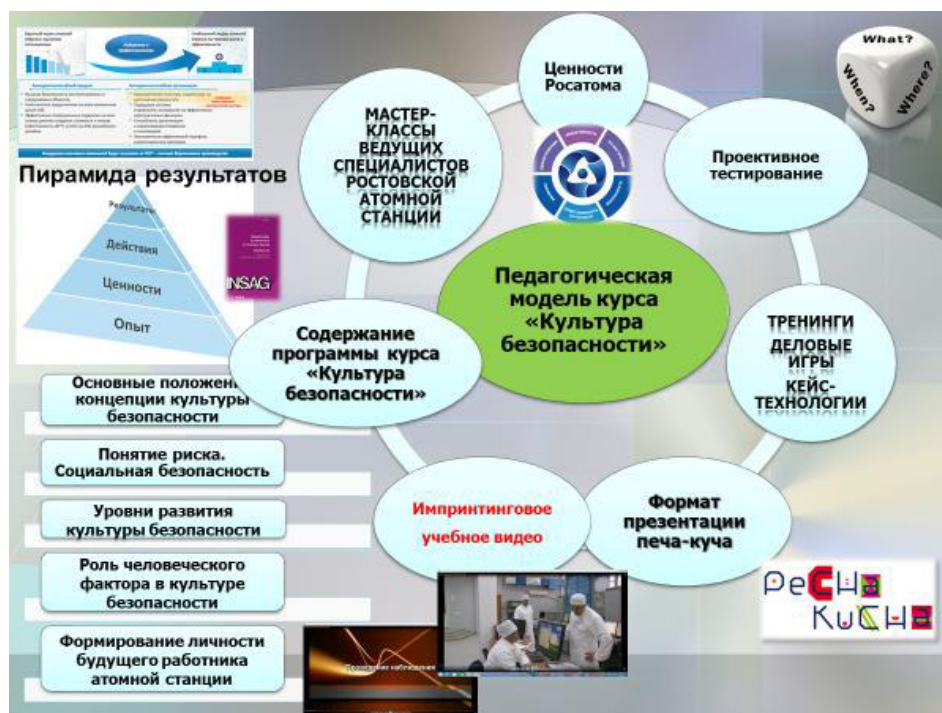 Ценности
Росатома
What?
When?
Where?
МАСТЕР-
КЛАССЫ
ВЕДУЩИХ
СПЕЦИАЛИСТОВ
РОСТОВСКОЙ
АТОМНОЙ
СТАНЦИИ
Проективное
тестирование
Пирамида результатов
Результаты
Действия
Ценности
Опыт
INSAG
Педагогическая
модель курса
«Культура
безопасности»
Содержание
программы курса
«Культура
безопасности»
ТРЕНИНГИ
ДЕЛОВЫЕ
ИГРЫ
КЕЙС-
ТЕХНОЛОГИИ
Основные положени
концепции культуры
безопасности
Понятие риска.
Социальная безопасность
Уровни развития
культуры безопасности
Роль человеческого
фактора в культуре
безопасности
Формирование личности
будущего работника
атомной станции
Импринтинговое
учебное видео
Формат
презентации
печа-куча
PeCHa
KuCHa
наблюдения